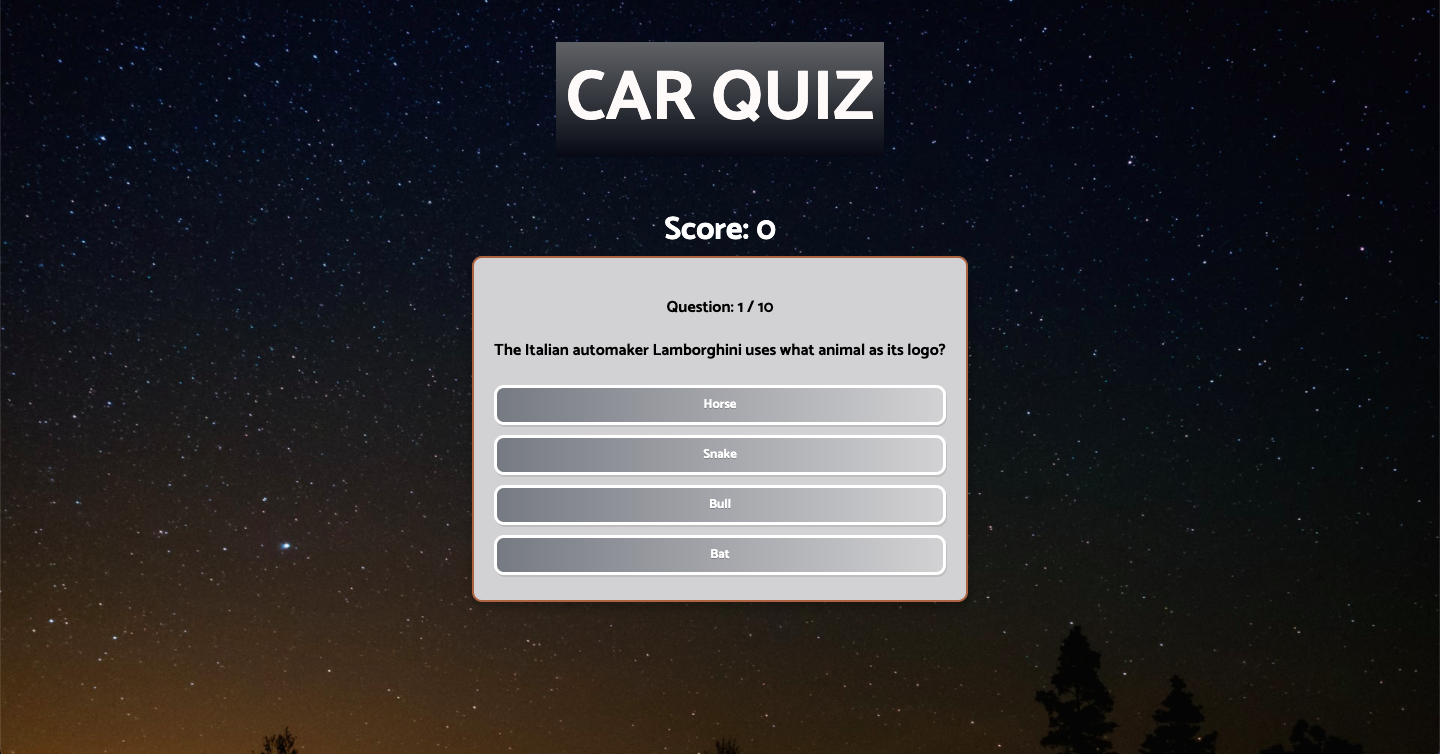 CAR QUIZ
Score: 0
Question: 1 / 10
The Italian automaker Lamborghini uses what animal as its logo?
Horse
Snake
Bull
Bat